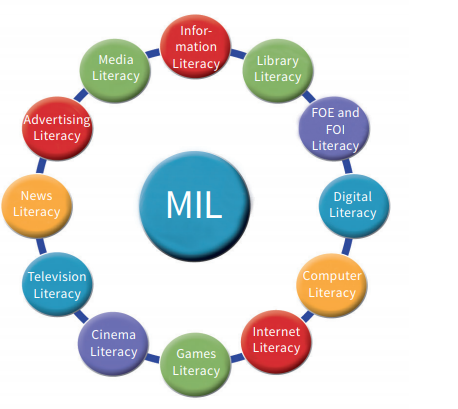 Infor-
mation
Literacy
Library
Literacy
FOE and
FOI
Literacy
Digital
Literacy
Computer
Literacy
Internet
Literacy
Games
Literacy
Cinema
Literacy
Television
Literacy
News
Literacy
Advertising
Literacy
Media
Literacy
MIL